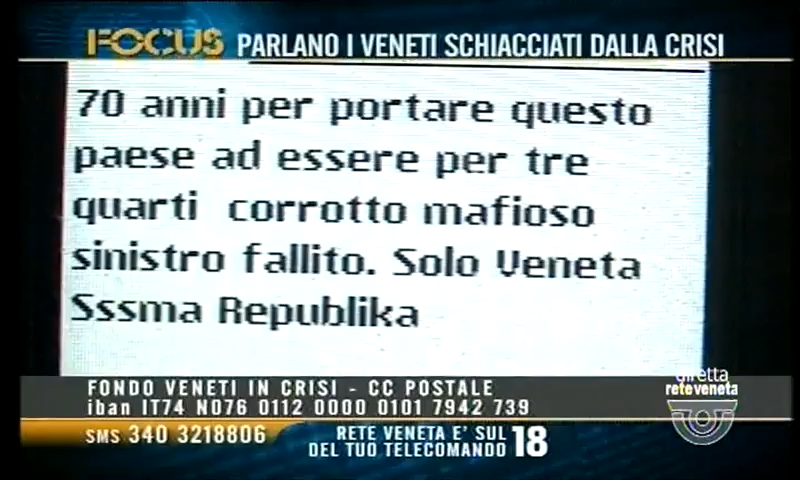 FOCUS PARLANO I VENETI SCHIACCIATI DALLA CRISI
70 anni per portare questo
paese ad essere per tre
quarti corrotto mafioso
sinistro fallito. Solo Veneta
Sssma Republika
FONDO VENETI IN CRISI - CC POSTALE
iban IT74 N076 0112 0000 0101 7942 739
diretta
reteveneta
SMS 340 3218806
RETE VENETA E' SUL 18
DEL TUO TELECOMANDO